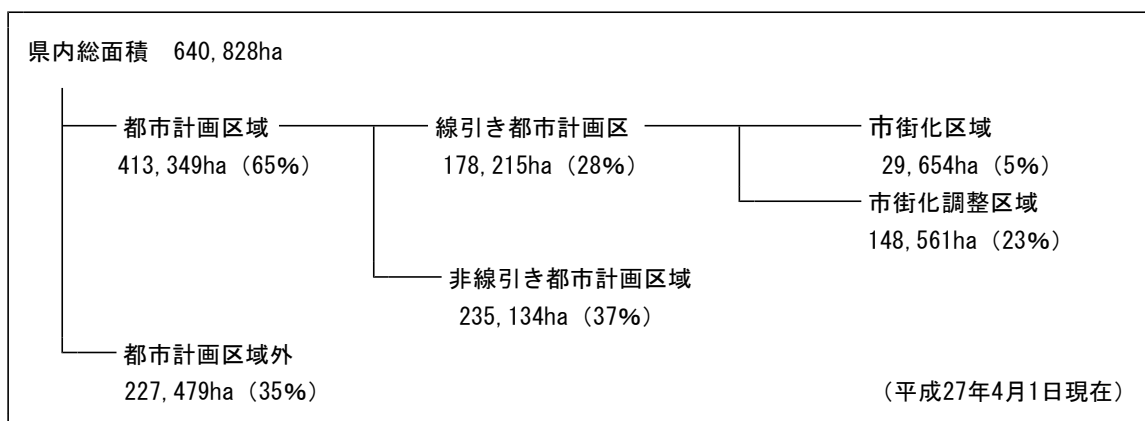 県内総面積　640,828ha
都市計画区域　線引き都市計画区　市街化区域
413,349ha（65%）　178,215ha（28%）　29,654ha（5%）
市街化調整区域
148,561ha（23%）
非線引き都市計画区域
235,134ha（37%）
都市計画区域外
227,479ha（35%）　（平成27年4月1日現在）